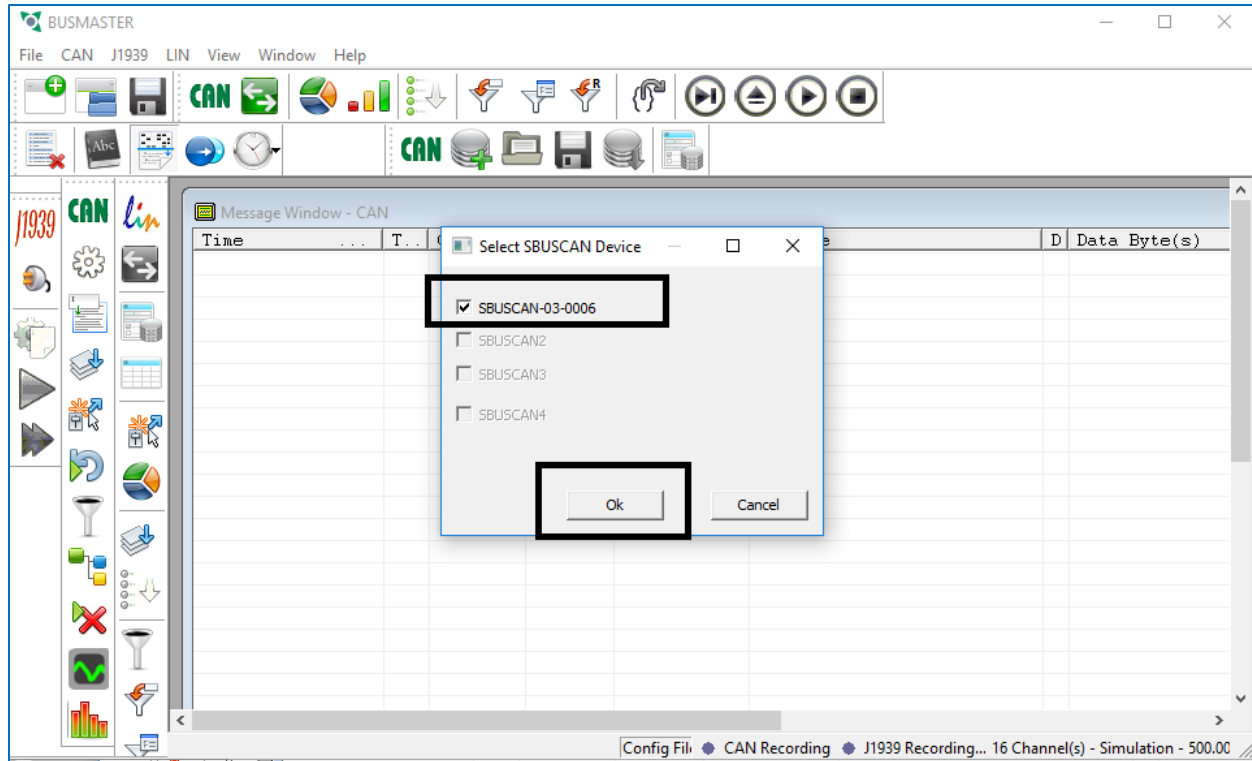 BUSMASTER
File CAN J1939 LIN View Window Help
CAN
R
Abc
CAN
J1939
CAN
lin
Message Window - CAN
Time ... T.. D Data Byte(s)
Select SBUSCAN Device
SBUSCAN-03-0006
SBUSCAN2
SBUSCAN3
SBUSCAN4
Ok Cancel
Config Fil CAN Recording J1939 Recording... 16 Channel(s) - Simulation - 500.00